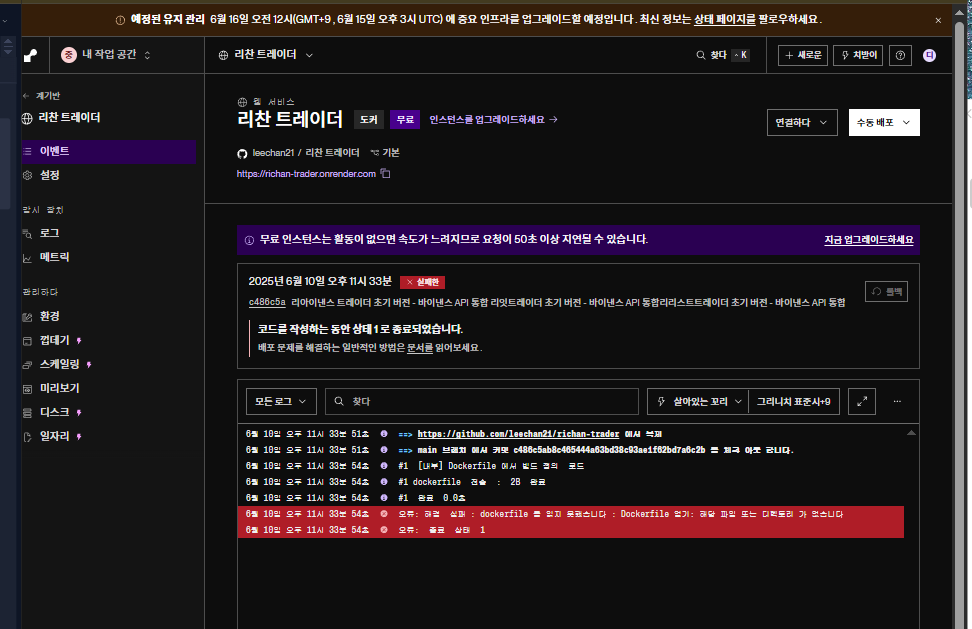 예정된 유지 관리 6월 16일 오전 12시(GMT+9, 6월 15일 오후 3시 UTC) 에 중요 인프라를 업그레이드할 예정입니다. 최신 정보는 상태 페이지를 팔로우하세요.
중 내 작업 공간
리찬 트레이더
찾다
K
+ 새로운
치받이
디
← 계기반
리찬 트레이더
이벤트
설정
로그
메트릭
관리하다
환경
껍데기
스케일링
미리보기
디스크
일자리
웹 서비스
리찬 트레이더 도커 무료 인스턴스를 업그레이드하세요 →
연결하다
수동 배포
leechan21 / 리찬 트레이더 기본
https://richan-trader.onrender.com
무료 인스턴스는 활동이 없으면 속도가 느려지므로 요청이 50초 이상 지연될 수 있습니다. 지금 업그레이드하세요
2025년 6월 10일 오후 11시 33분 × 실패한
c486c5a 리아이낸스 트레이더 초기 버전 - 바이낸스 API 통합 리잇트레이더 초기 버전 - 바이낸스 API 통합리리스트트레이더 초기 버전 - 바이낸스 API 통합
롤백
코드를 작성하는 동안 상태 1 로 종료되었습니다.
배포 문제를 해결하는 일반적인 방법은 문서를 읽어보세요.
모든 로그
찾다
살아있는 꼬리
그리니치 표준시+9
6월 10일 오후 11시 33분 51초 ==> https://github.com/leechan21/richan-trader 에서 복제
6월 10일 오후 11시 33분 51초 ==> main 브랜치 에서 커밋 c486c5ab8c465444a63bd38c93ae1f62bd7a6c2b 를 체크 아웃 합니다.
6월 10일 오후 11시 33분 54초 #1 [내부] Dockerfile 에서 빌드 정의 로드
6월 10일 오후 11시 33분 54초 #1 dockerfile 전송 : 2B 완료
6월 10일 오후 11시 33분 54초 #1 완료 0.0초
6월 10일 오후 11시 33분 54초 오류: 해결 실패 : dockerfile 를 읽지 못했습니다 : Dockerfile 열기: 해당 파일 또는 디렉토리 가 없습니다
6월 10일 오후 11시 33분 54초 오류: 종료 상태 1